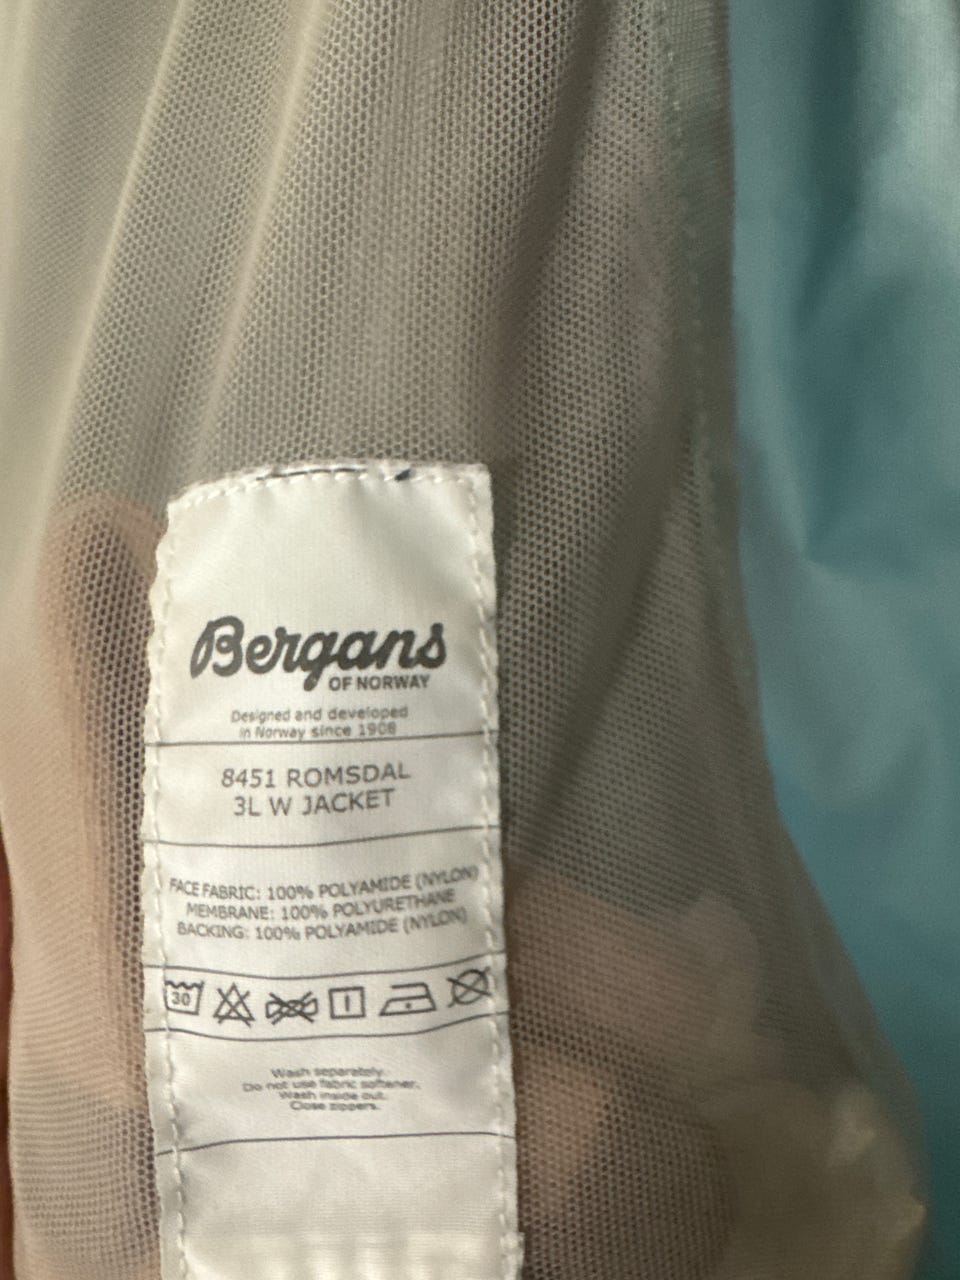 Bergans
OF NORWAY
Designed and developed
in Norway since 1908
8451 ROMSDAL
3L W JACKET
FACE FABRIC: 100% POLYAMIDE (NYLON)
MEMBRANE: 100% POLYURETHANE
BACKING: 100% POLYAMIDE (NYLON)
30
Wash separately.
Do not use fabric softener.
Wash inside out.
Close zippers.